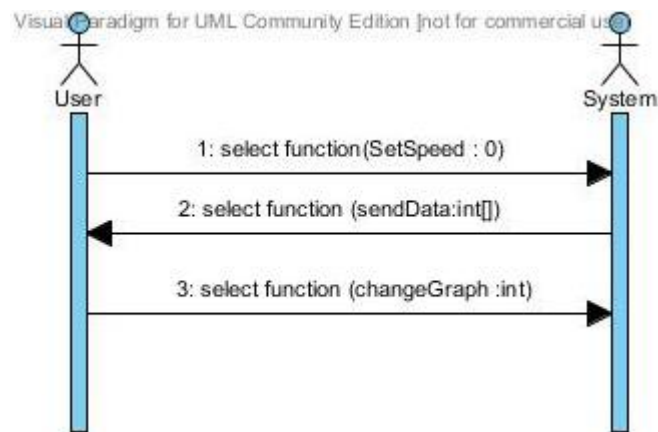 Visual Paradigm for UML Community Edition [not for commercial use]
User
System
1: select function(SetSpeed : 0)
2: select function (sendData:int[])
3: select function (changeGraph :int)